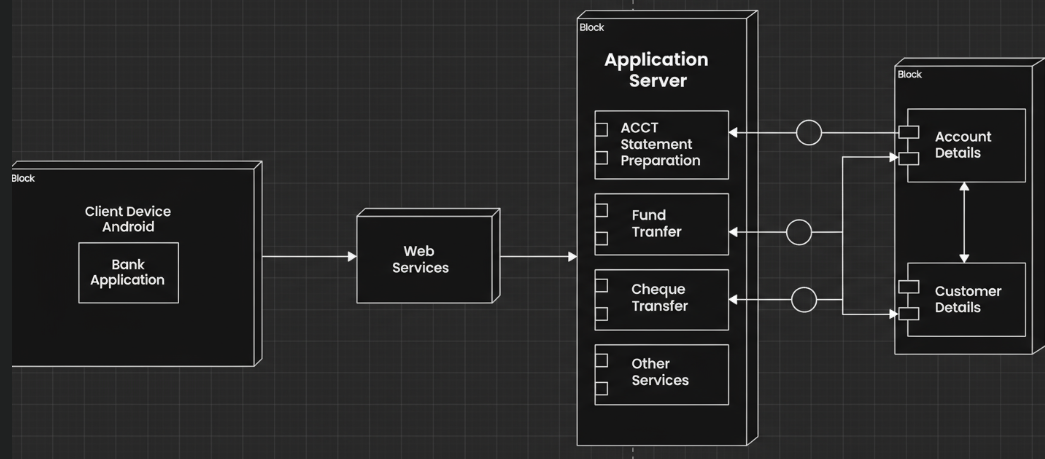 Block
Client Device
Android
Bank
Application
Web
Services
Block
Application
Server
ACCT
Statement
Preparation
Fund
Tranfer
Cheque
Transfer
Other
Services
Block
Account
Details
Customer
Details